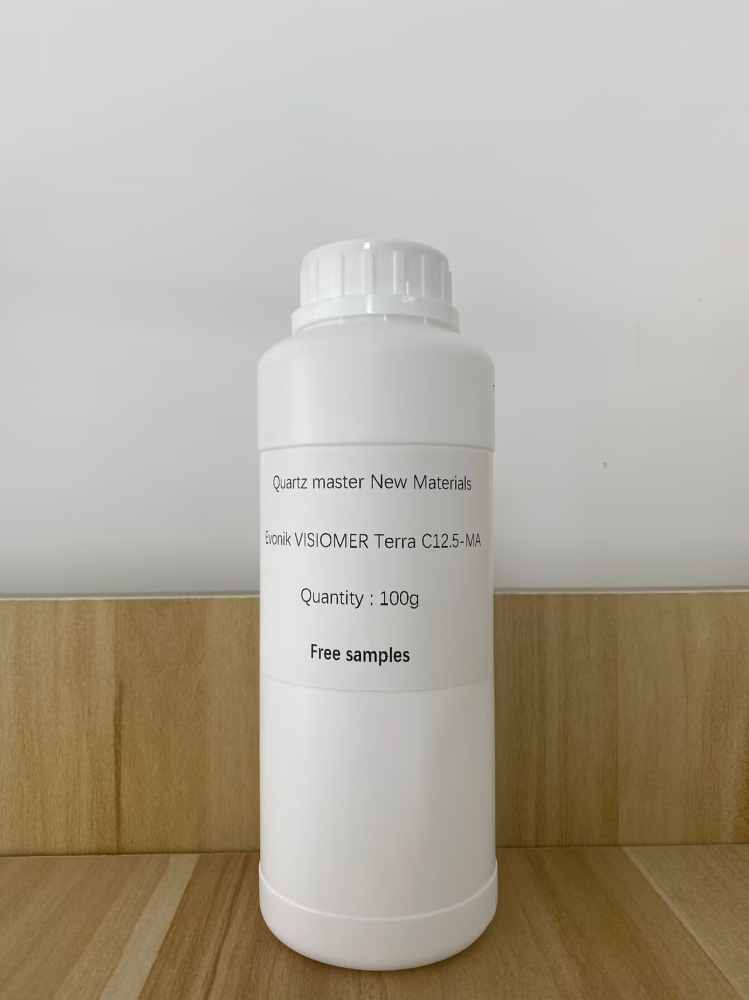 Quartz master New Materials
Evonik VISIOMER Terra C12.5-MA
Quantity : 100g
Free samples